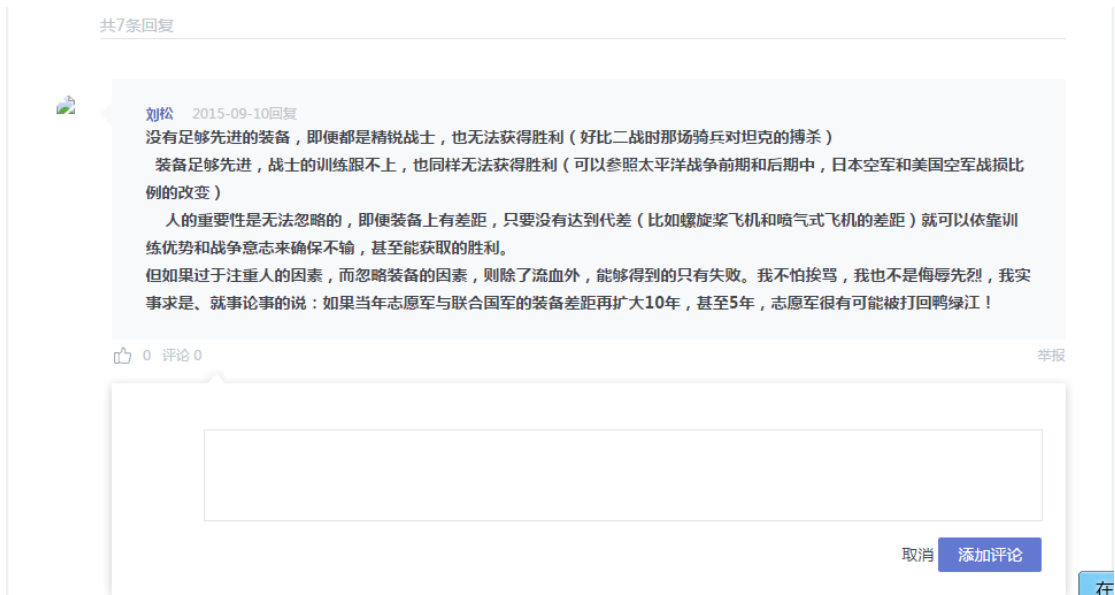 共7条回复
刘松 2015-09-10回复
没有足够先进的装备，即便都是精锐战士，也无法获得胜利（好比二战时那场骑兵对坦克的搏杀）
装备足够先进，战士的训练跟不上，也同样无法获得胜利（可以参照太平洋战争前期和后期中，日本空军和美国空军战损比
例的改变）
人的重要性是无法忽略的，即便装备上有差距，只要没有达到代差（比如螺旋桨飞机和喷气式飞机的差距）就可以依靠训
练优势和战争意志来确保不输，甚至能获取的胜利。
但如果过于注重人的因素，而忽略装备的因素，则除了流血外，能够得到的只有失败。我不怕挨骂，我也不是侮辱先烈，我实
事求是、就事论事的说：如果当年志愿军与联合国军的装备差距再扩大10年，甚至5年，志愿军很有可能被打回鸭绿江！
0 评论 0 举报
取消 添加评论
在